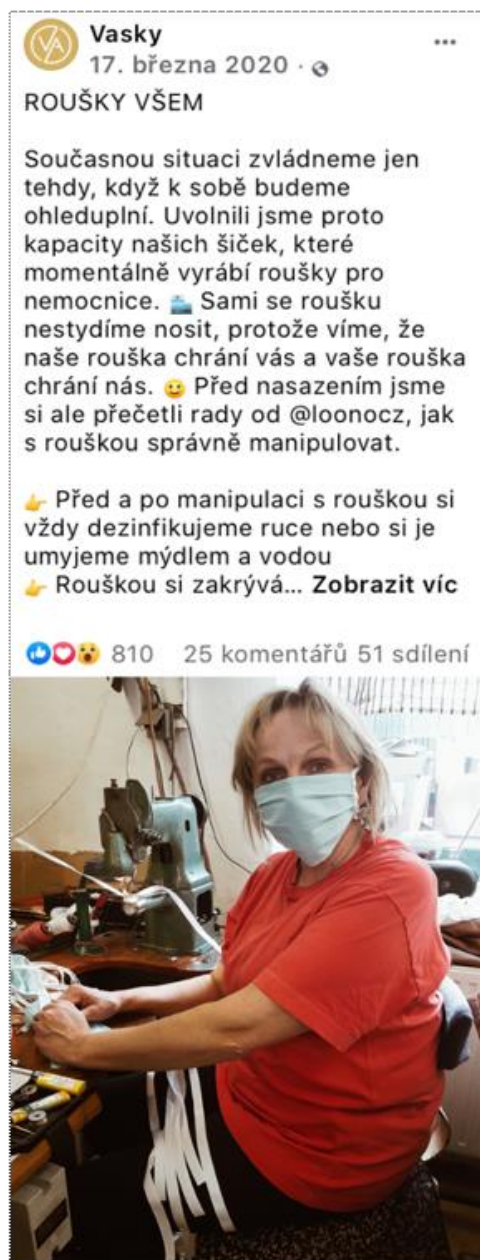 Vasky
17. března 2020 ·
ROUŠKY VŠEM
Současnou situaci zvládneme jen
tehdy, když k sobě budeme
ohleduplní. Uvolnili jsme proto
kapacity našich šiček, které
momentálně vyrábí roušky pro
nemocnice. Sami se roušku
nestydíme nosit, protože víme, že
naše rouška chrání vás a vaše rouška
chrání nás. 😀 Před nasazením jsme
si ale přečetli rady od @loonocz, jak
s rouškou správně manipulovat.
👉 Před a po manipulaci s rouškou si
vždy dezinfikujeme ruce nebo si je
umyjeme mýdlem a vodou
👉 Rouškou si zakrývá... Zobrazit víc
810 25 komentářů 51 sdílení